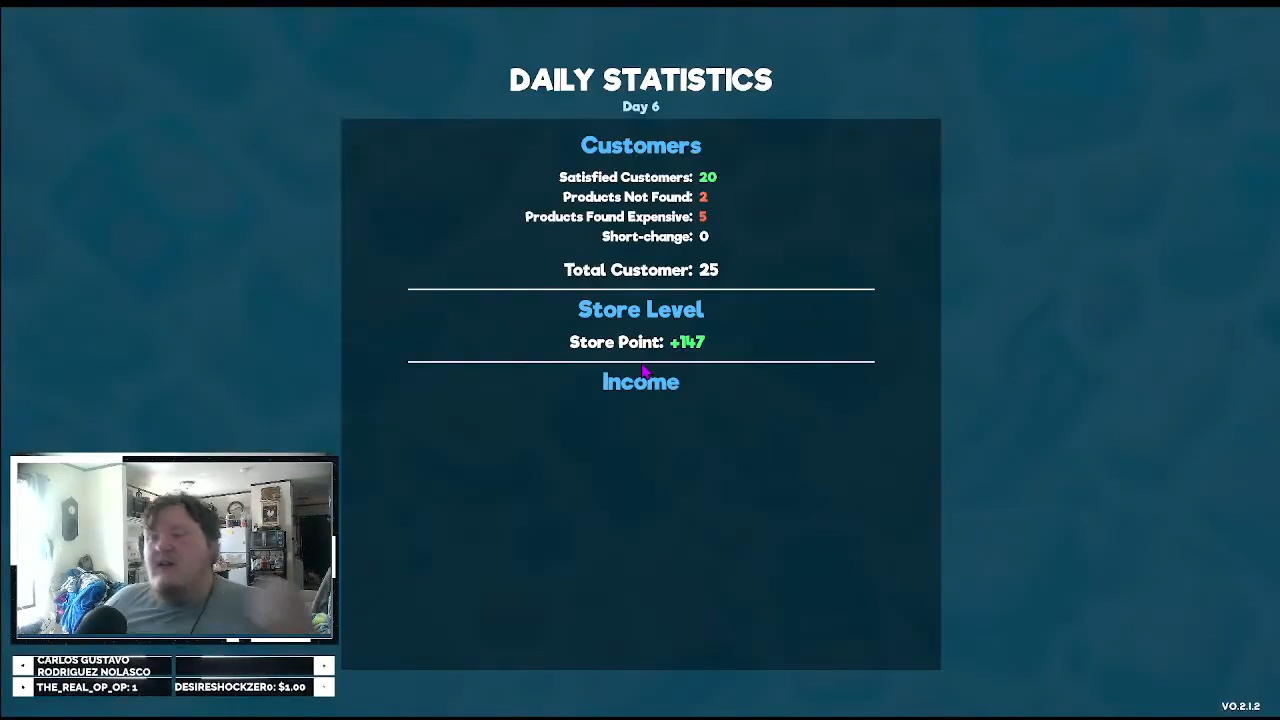 DAILY STATISTICS
Day 6
Customers
Satisfied Customers: 20
Products Not Found: 2
Products Found Expensive: 5
Short-change: 0
Total Customer: 25
Store Level
Store Point: +147
Income
CARLOS GUSTAVO
RODRIGUEZ NOLASCO
THE_REAL_OP_OP: 1
DESIRESHOCKZER0: $1.00
V0.2.1.2